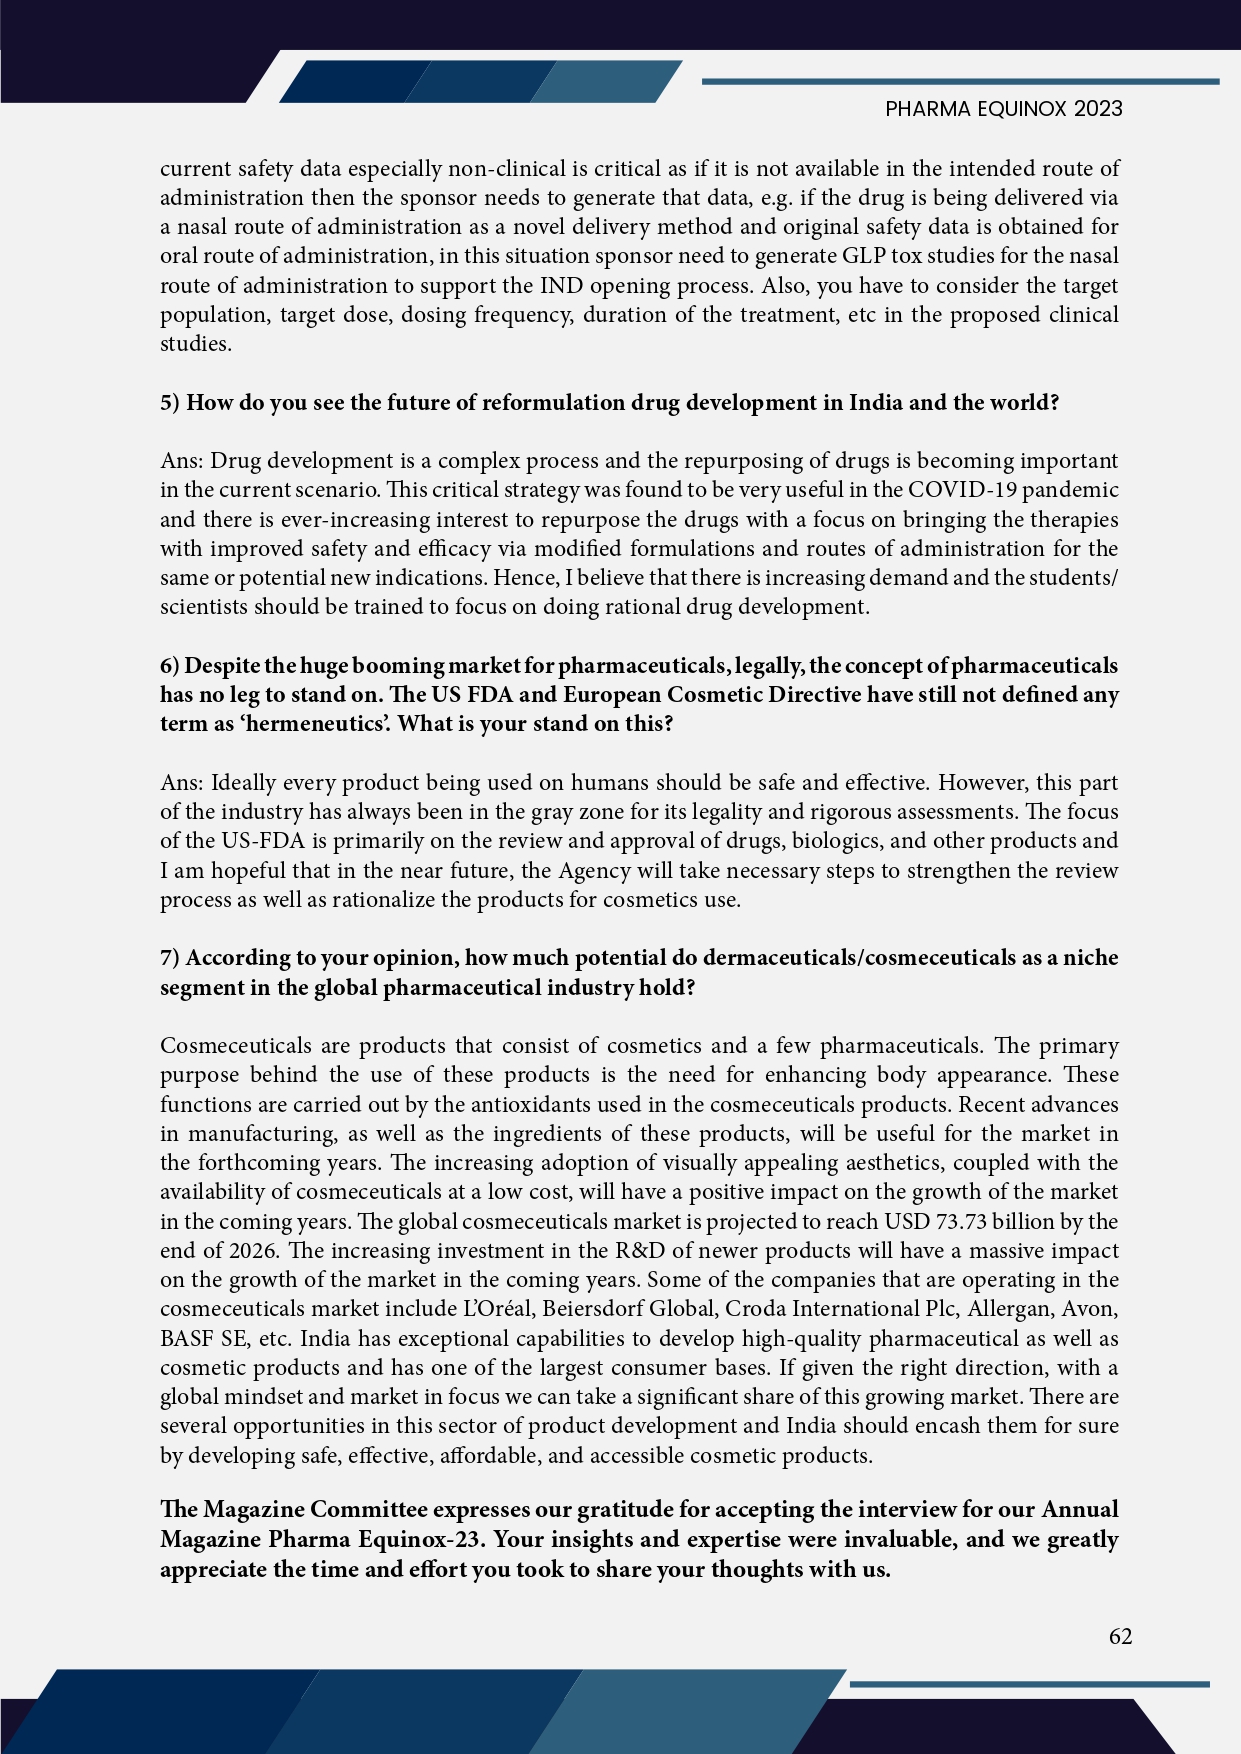 PHARMA EQUINOX 2023
current safety data especially non-clinical is critical as if it is not available in the intended route of
administration then the sponsor needs to generate that data, e.g. if the drug is being delivered via
a nasal route of administration as a novel delivery method and original safety data is obtained for
oral route of administration, in this situation sponsor need to generate GLP tox studies for the nasal
route of administration to support the IND opening process. Also, you have to consider the target
population, target dose, dosing frequency, duration of the treatment, etc in the proposed clinical
studies.
5) How do you see the future of reformulation drug development in India and the world?
Ans: Drug development is a complex process and the repurposing of drugs is becoming important
in the current scenario. This critical strategy was found to be very useful in the COVID-19 pandemic
and there is ever-increasing interest to repurpose the drugs with a focus on bringing the therapies
with improved safety and efficacy via modified formulations and routes of administration for the
same or potential new indications. Hence, I believe that there is increasing demand and the students/
scientists should be trained to focus on doing rational drug development.
6) Despite the huge booming market for pharmaceuticals, legally, the concept of pharmaceuticals
has no leg to stand on. The US FDA and European Cosmetic Directive have still not defined any
term as ‘hermeneutics’. What is your stand on this?
Ans: Ideally every product being used on humans should be safe and effective. However, this part
of the industry has always been in the gray zone for its legality and rigorous assessments. The focus
of the US-FDA is primarily on the review and approval of drugs, biologics, and other products and
I am hopeful that in the near future, the Agency will take necessary steps to strengthen the review
process as well as rationalize the products for cosmetics use.
7) According to your opinion, how much potential do dermaceuticals/cosmeceuticals as a niche
segment in the global pharmaceutical industry hold?
Cosmeceuticals are products that consist of cosmetics and a few pharmaceuticals. The primary
purpose behind the use of these products is the need for enhancing body appearance. These
functions are carried out by the antioxidants used in the cosmeceuticals products. Recent advances
in manufacturing, as well as the ingredients of these products, will be useful for the market in
the forthcoming years. The increasing adoption of visually appealing aesthetics, coupled with the
availability of cosmeceuticals at a low cost, will have a positive impact on the growth of the market
in the coming years. The global cosmeceuticals market is projected to reach USD 73.73 billion by the
end of 2026. The increasing investment in the R&D of newer products will have a massive impact
on the growth of the market in the coming years. Some of the companies that are operating in the
cosmeceuticals market include L’Oréal, Beiersdorf Global, Croda International Plc, Allergan, Avon,
BASF SE, etc. India has exceptional capabilities to develop high-quality pharmaceutical as well as
cosmetic products and has one of the largest consumer bases. If given the right direction, with a
global mindset and market in focus we can take a significant share of this growing market. There are
several opportunities in this sector of product development and India should encash them for sure
by developing safe, effective, affordable, and accessible cosmetic products.
The Magazine Committee expresses our gratitude for accepting the interview for our Annual
Magazine Pharma Equinox-23. Your insights and expertise were invaluable, and we greatly
appreciate the time and effort you took to share your thoughts with us.
62